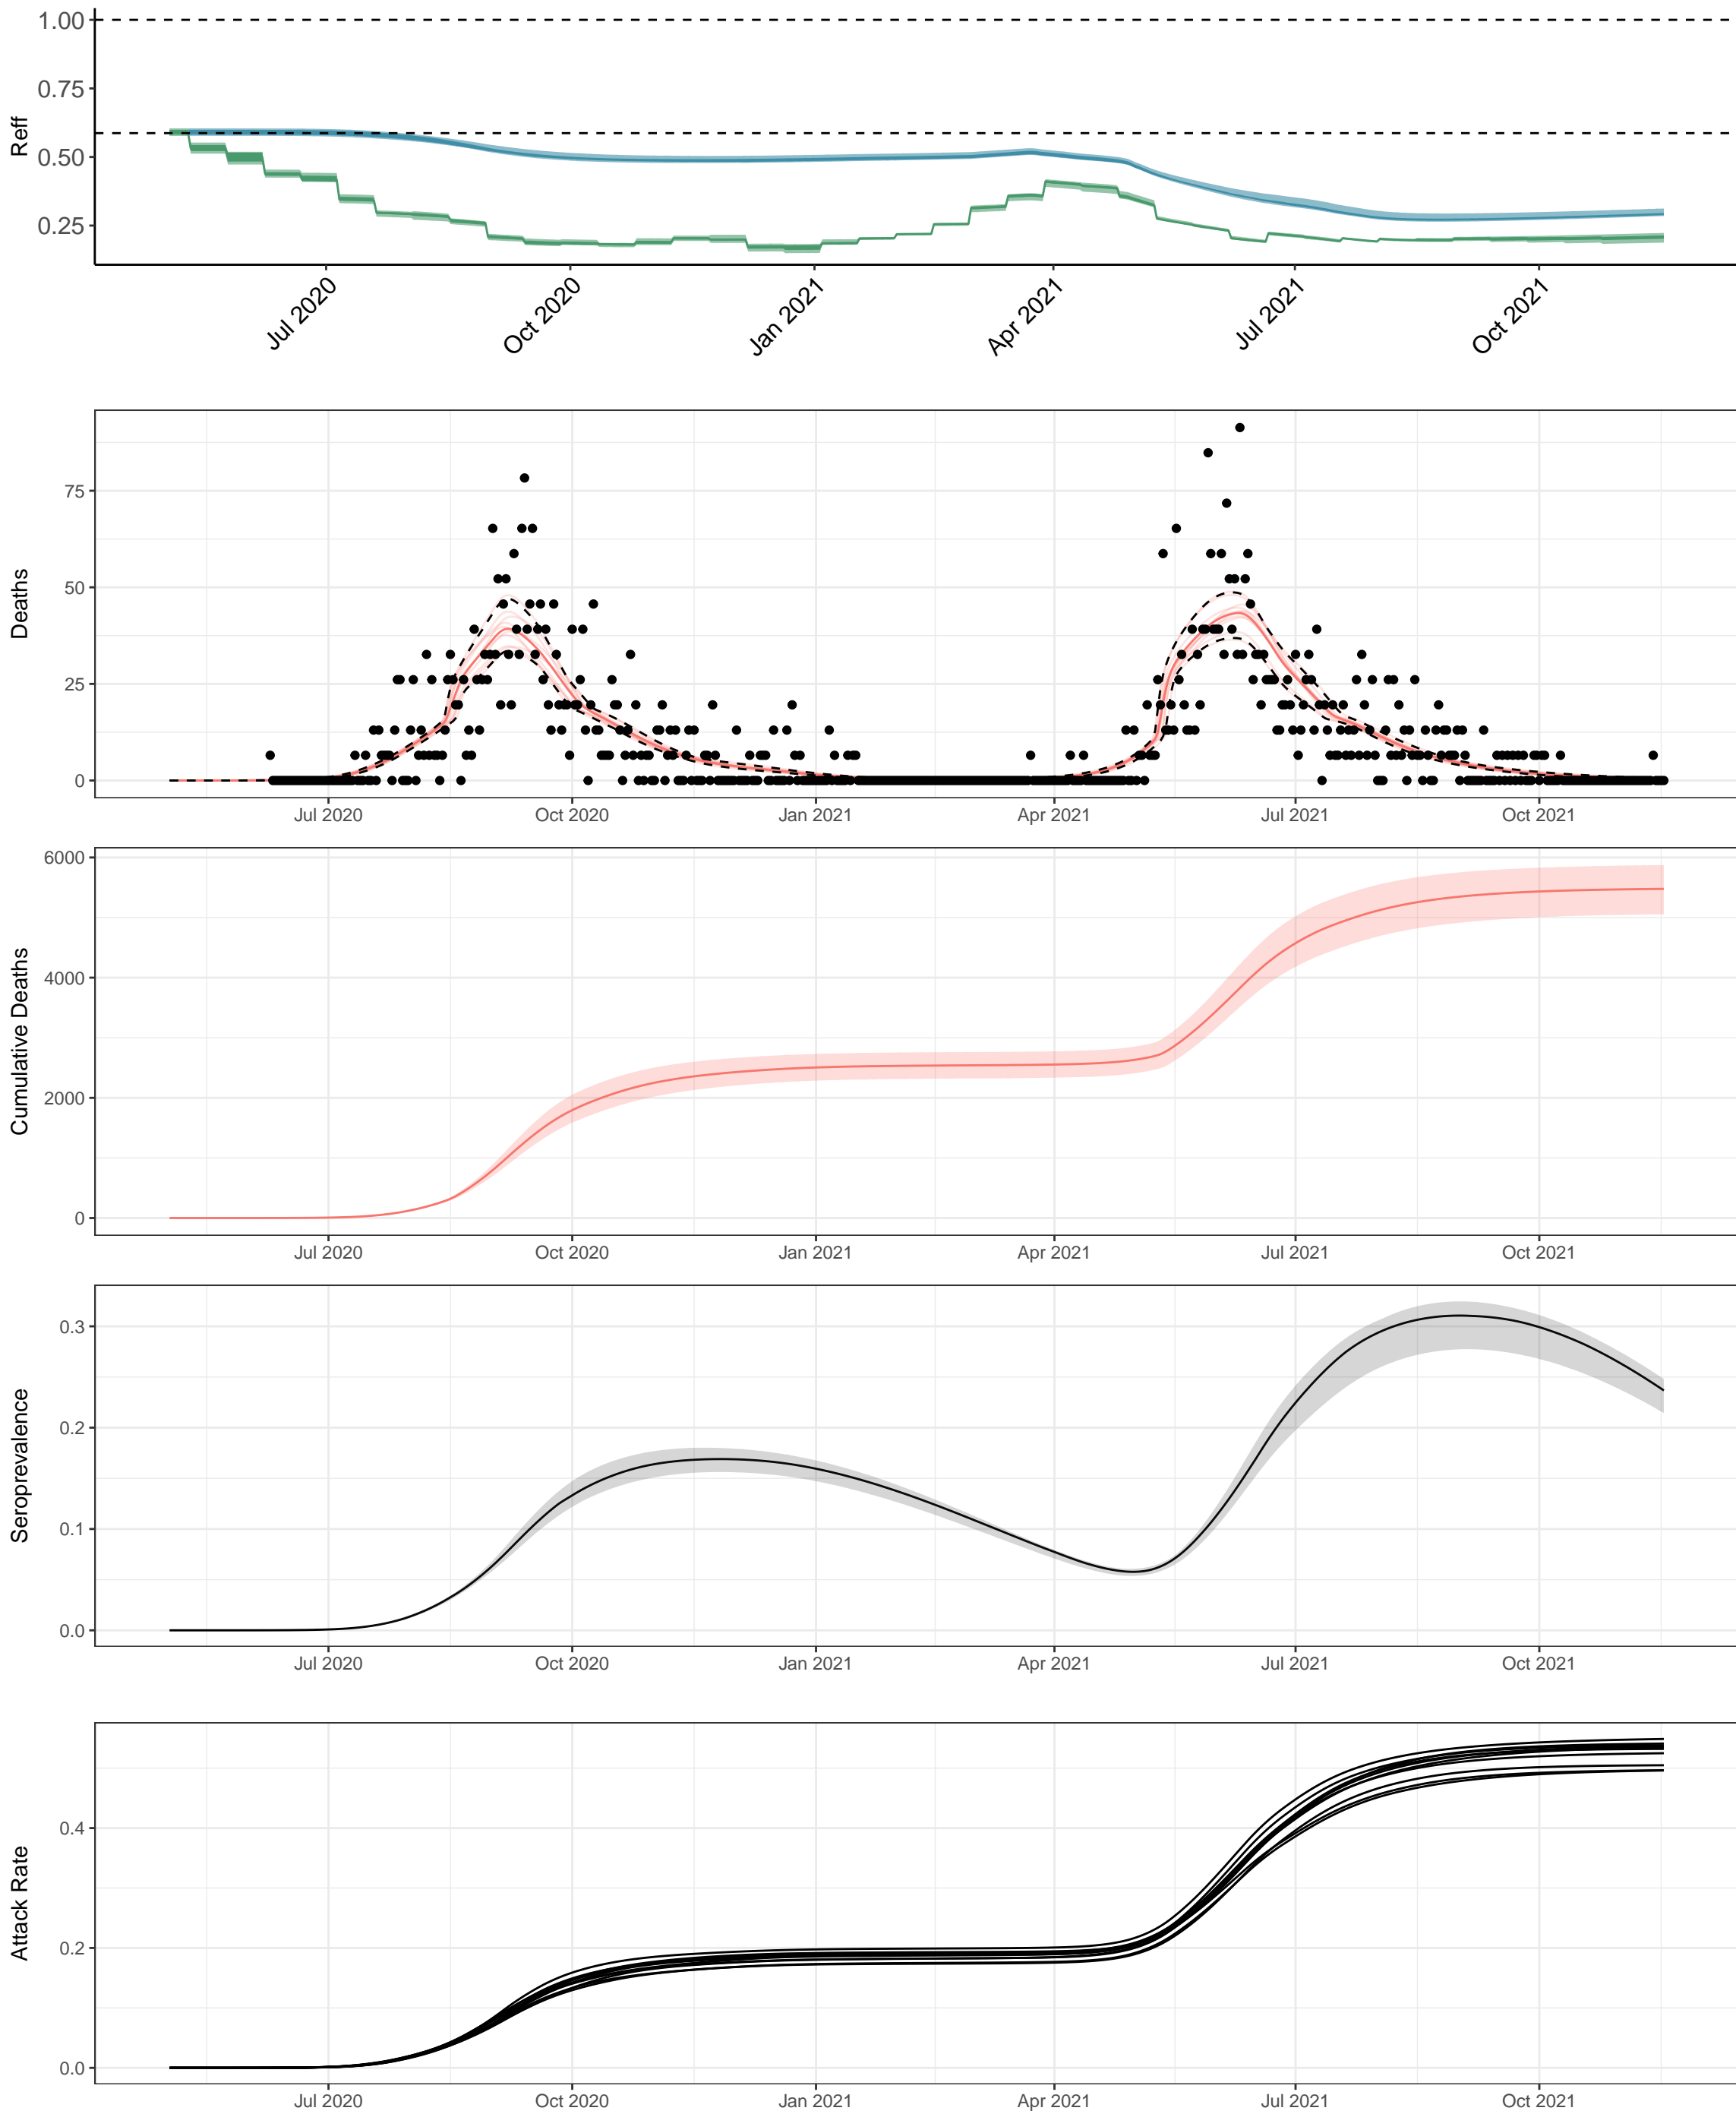 Reff
1.00
0.75
0.50
0.25
Jul 2020
Oct 2020
Jan 2021
Apr 2021
Jul 2021
Oct 2021
Deaths
75
50
25
0
Jul 2020
Oct 2020
Jan 2021
Apr 2021
Jul 2021
Oct 2021
Cumulative Deaths
6000
4000
2000
0
Jul 2020
Oct 2020
Jan 2021
Apr 2021
Jul 2021
Oct 2021
Seroprevalence
0.3
0.2
0.1
0.0
Jul 2020
Oct 2020
Jan 2021
Apr 2021
Jul 2021
Oct 2021
Attack Rate
0.4
0.2
0.0
Jul 2020
Oct 2020
Jan 2021
Apr 2021
Jul 2021
Oct 2021